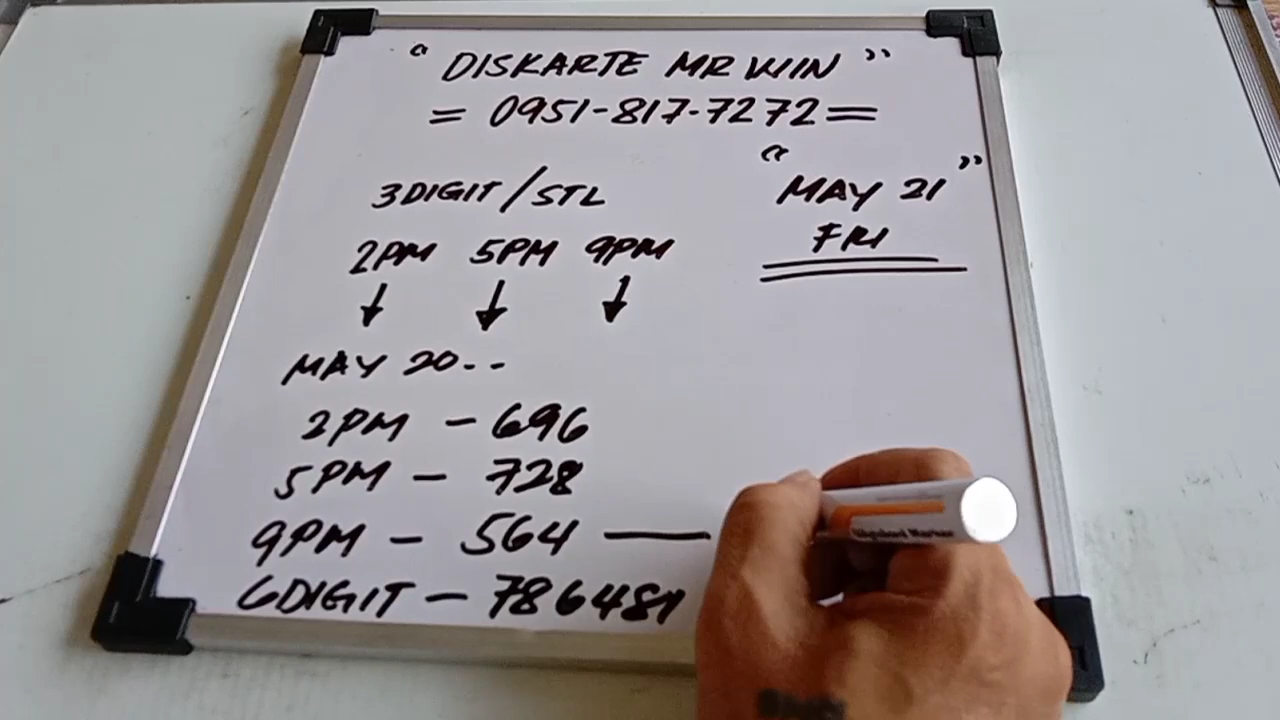 "DISKARTE MR WIN"
= 0951-817-7272 =
"MAY 21"
FRI
3DIGIT/STL
2PM 5PM 9PM
MAY 20--
2PM - 696
5PM - 728
9PM - 564 —
6DIGIT - 786481